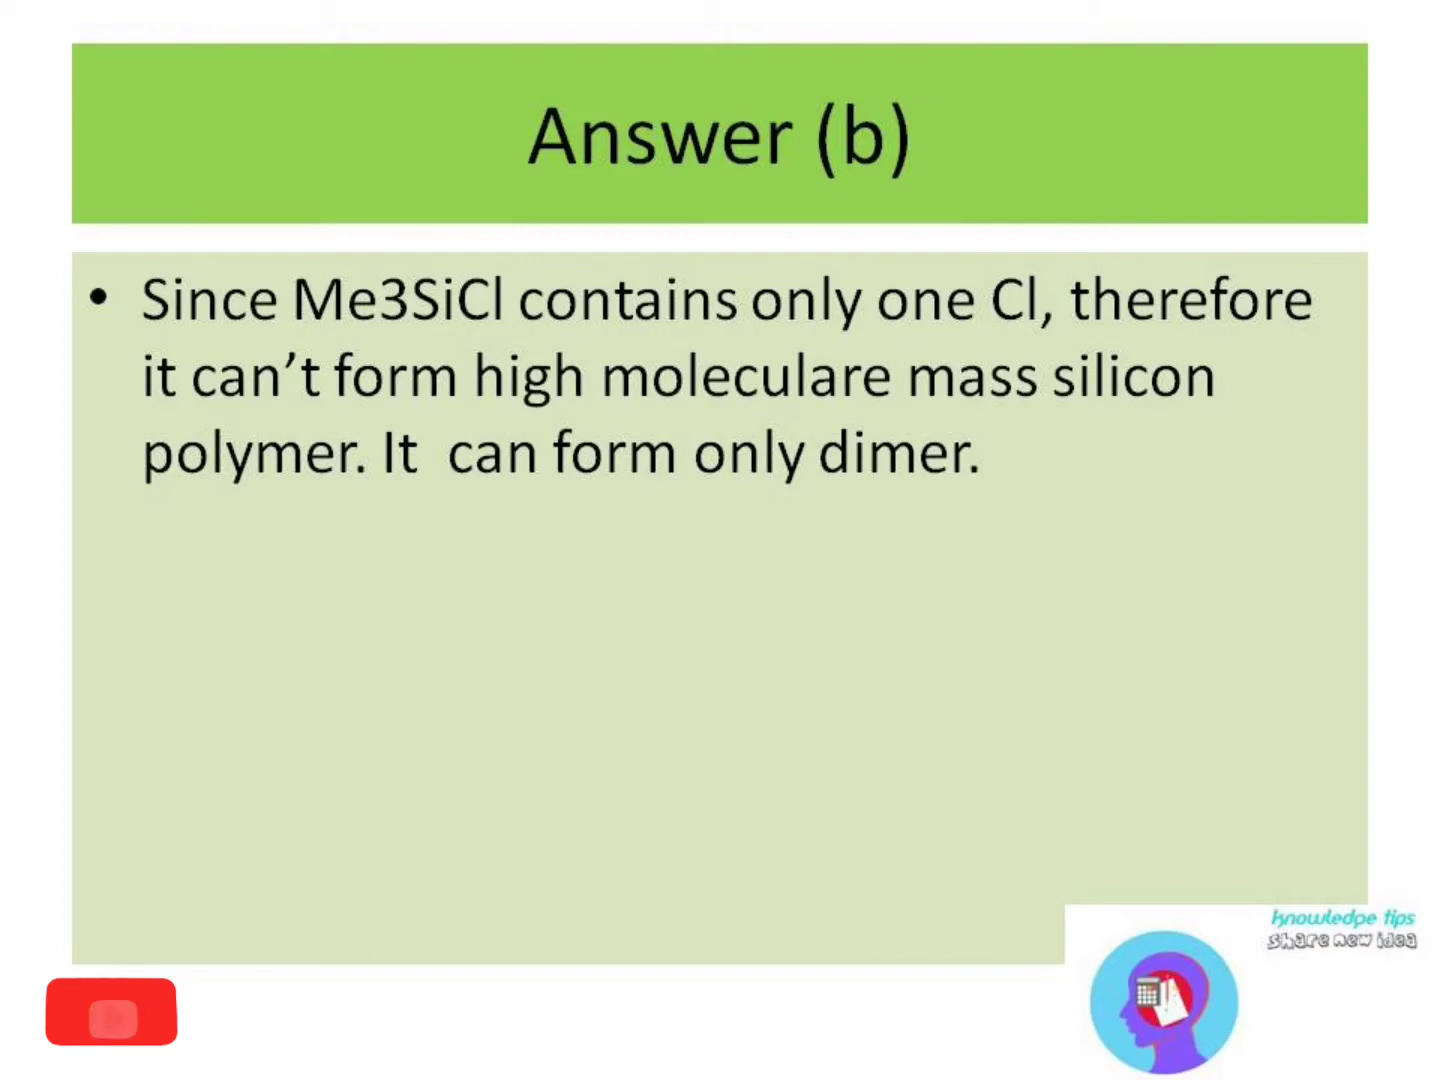 Answer (b)
• Since Me3SiCl contains only one Cl, therefore
it can’t form high moleculare mass silicon
polymer. It  can form only dimer.
knowledge tips
share new idea